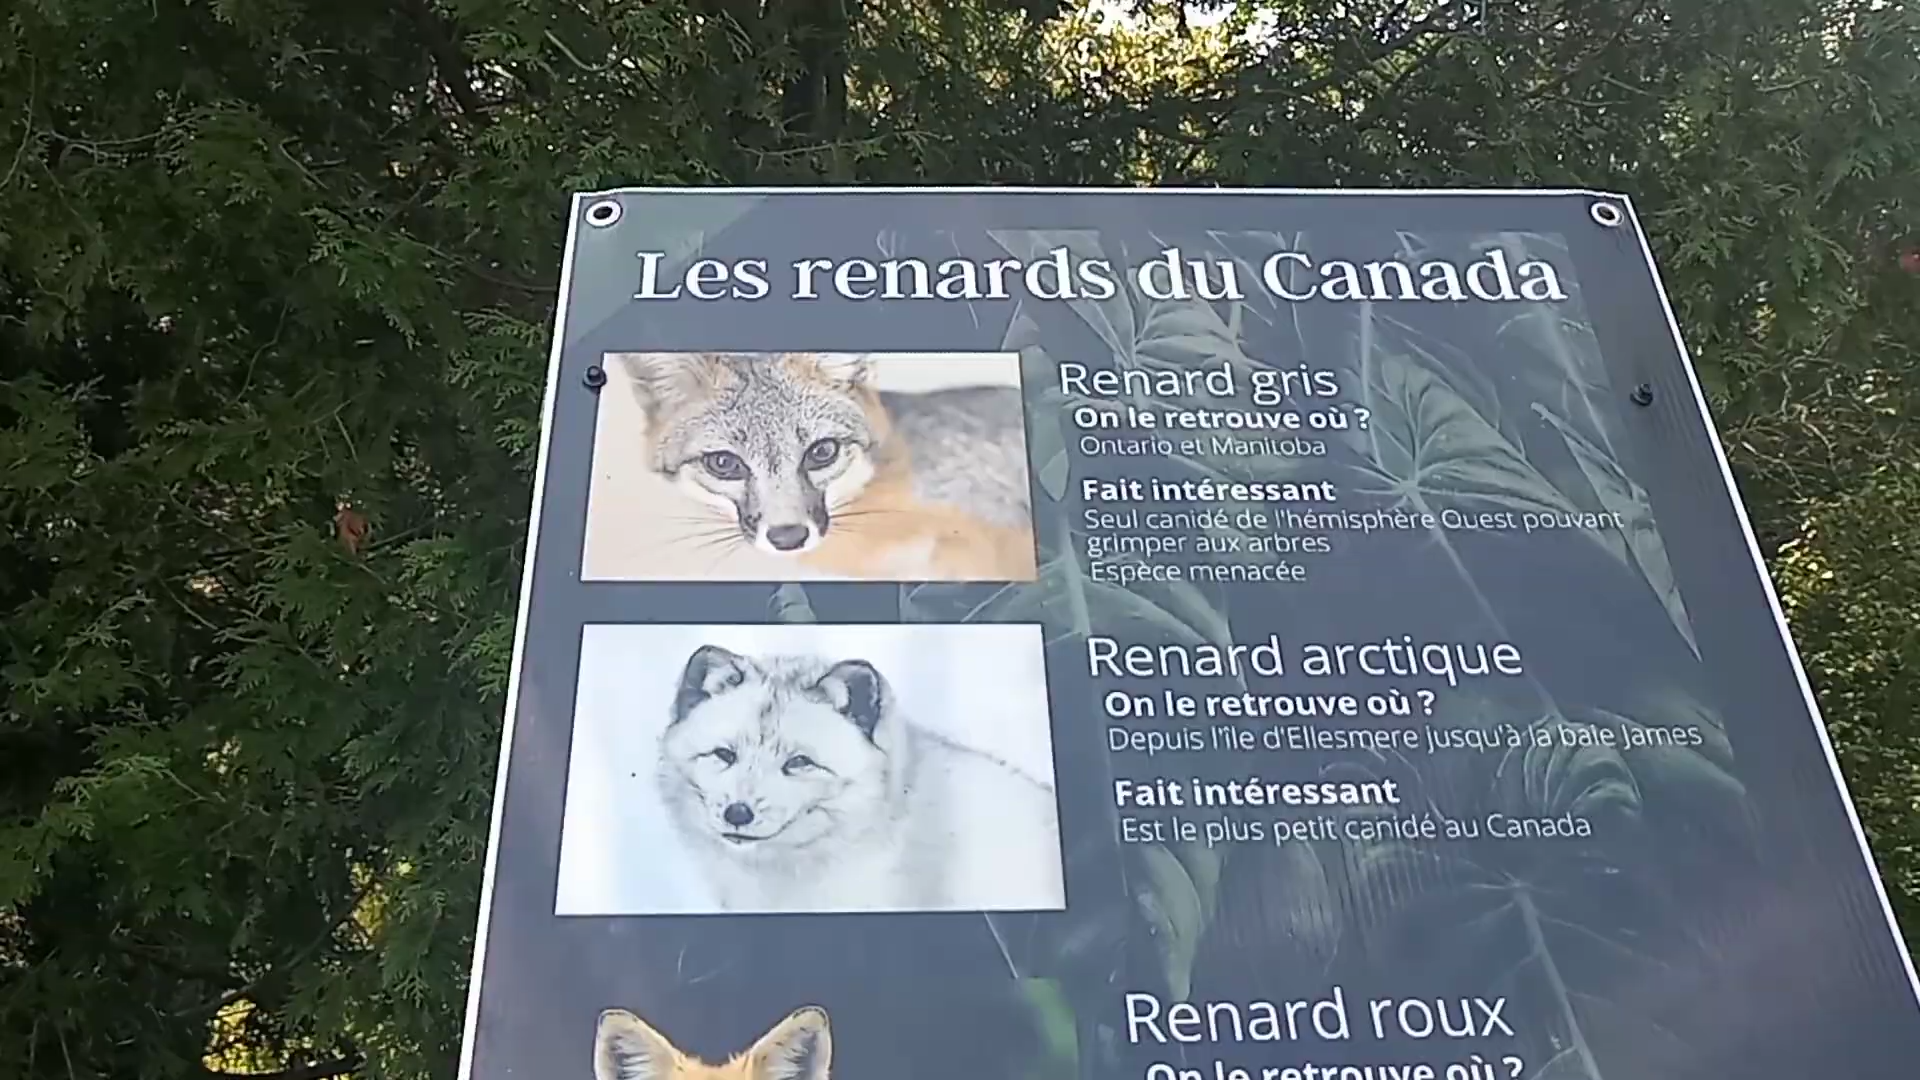 Les renards du Canada
Renard gris
On le retrouve où ?
Ontario et Manitoba
Fait intéressant
Seul canidé de l'hémisphère Ouest pouvant
grimper aux arbres
Espèce menacée
Renard arctique
On le retrouve où ?
Depuis l'île d'Ellesmere jusqu'à la baie James
Fait intéressant
Est le plus petit canidé au Canada
Renard roux
On le retrouve où ?